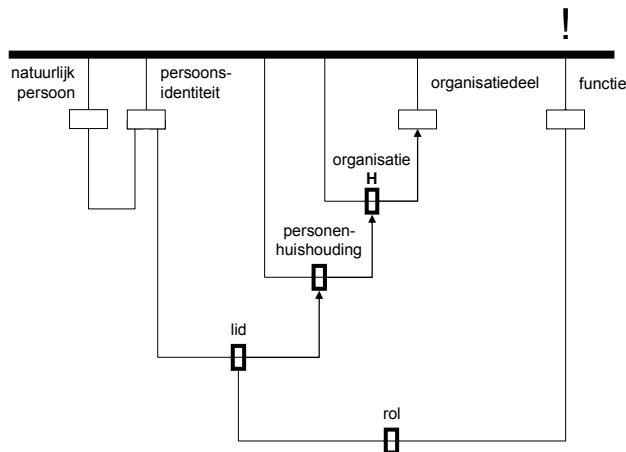 !
natuurlijk
persoon
persoons-
identiteit
organisatiedeel
functie
organisatie
H
personen-
huishouding
lid
rol